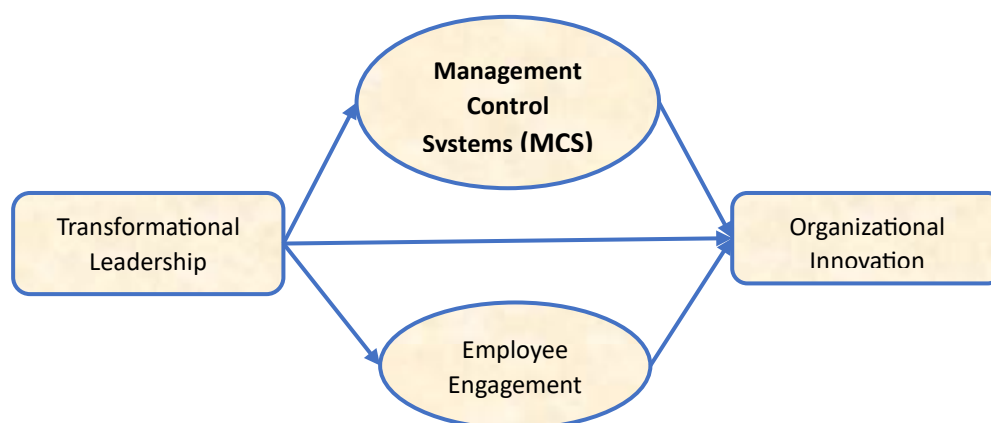 Management
Control
Systems (MCS)
Transformational
Leadership
Organizational
Innovation
Employee
Engagement